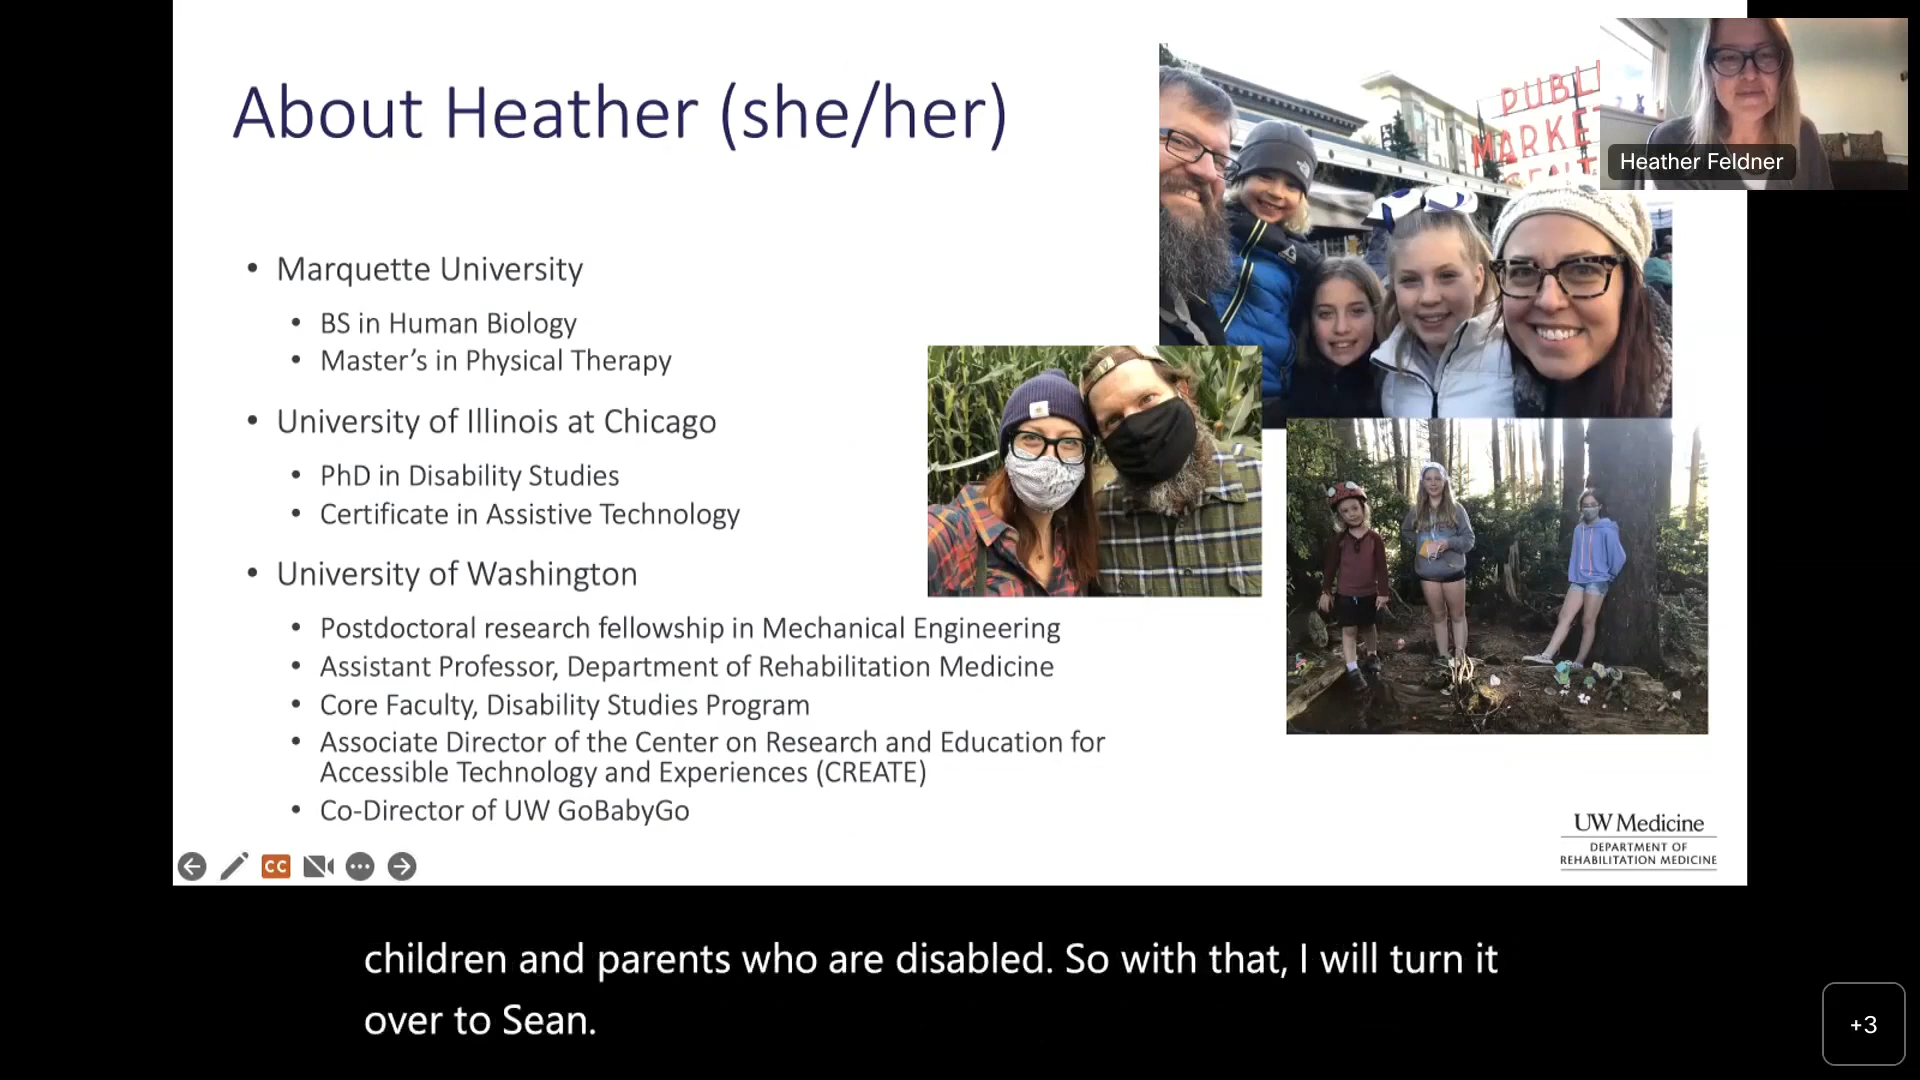 About Heather (she/her)
PUBLI
MARKE
Heather Feldner
• Marquette University
• BS in Human Biology
• Master’s in Physical Therapy
• University of Illinois at Chicago
• PhD in Disability Studies
• Certificate in Assistive Technology
• University of Washington
• Postdoctoral research fellowship in Mechanical Engineering
• Assistant Professor, Department of Rehabilitation Medicine
• Core Faculty, Disability Studies Program
• Associate Director of the Center on Research and Education for
Accessible Technology and Experiences (CREATE)
• Co-Director of UW GoBabyGo
UW Medicine
DEPARTMENT OF
REHABILITATION MEDICINE
CC
children and parents who are disabled. So with that, I will turn it
over to Sean.
+3